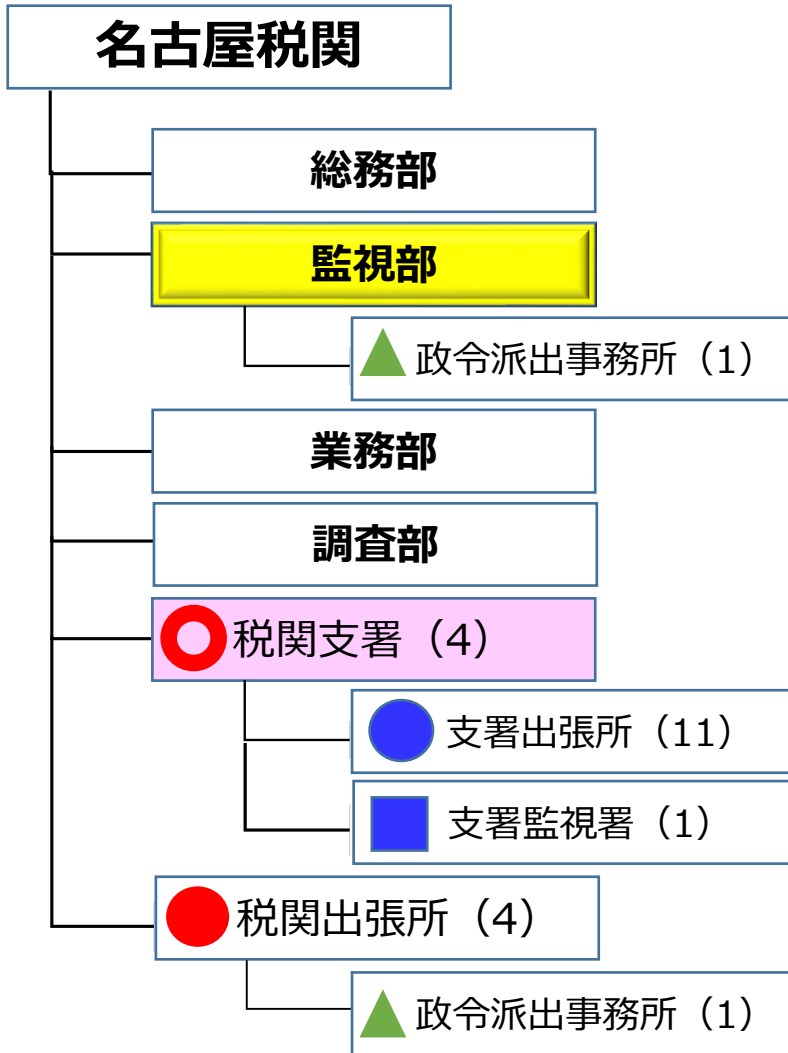 名古屋税関
総務部
監視部
政令派出事務所（1）
業務部
調査部
税関支署（4）
支署出張所（11）
支署監視署（1）
税関出張所（4）
政令派出事務所（1）